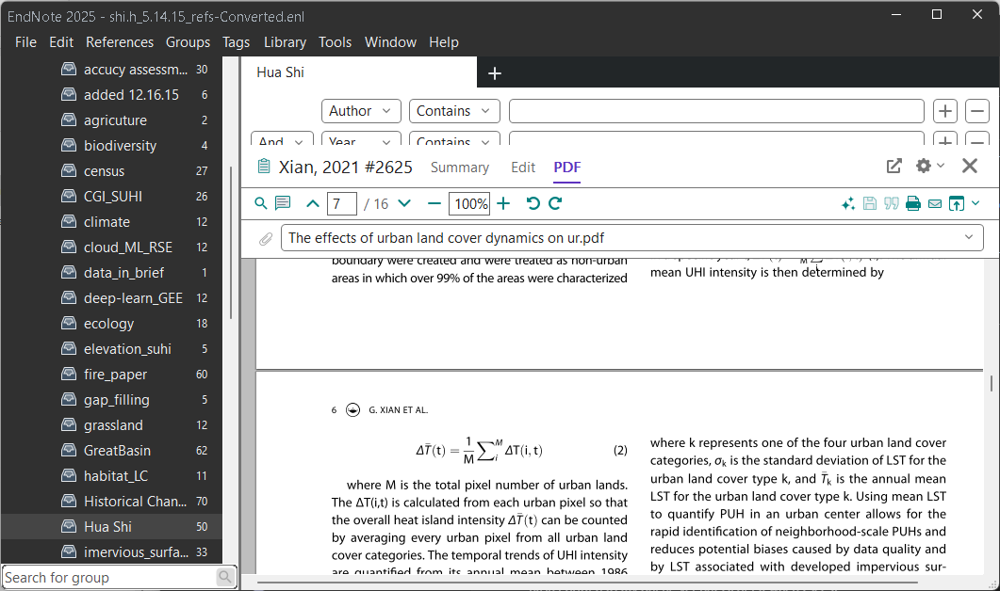 EndNote 2025 - shi.h_5.14.15_refs-Converted.enl
File Edit References Groups Tags Library Tools Window Help
accucy assessm... 30
added 12.16.15 6
agricuture 2
biodiversity 4
census 27
CGI_SUHI 26
climate 12
cloud_ML_RSE 12
data_in_brief 1
deep-learn_GEE 12
ecology 18
elevation_suhi 5
fire_paper 60
gap_filling 5
grassland 12
GreatBasin 62
habitat_LC 11
Historical Chan... 70
Hua Shi 50
imervious_surfa... 33
Search for group
Hua Shi
Author Contains
And Year Contains
Xian, 2021 #2625 Summary Edit PDF
7 / 16 100%
The effects of urban land cover dynamics on ur.pdf
boundary were created and were treated as non-urban
areas in which over 99% of the areas were characterized
mean UHI intensity is then determined by
6 G. XIAN ET AL.
ΔT̄(t) = 1/M ∑ᵢᴹ ΔT(i, t) (2)
where M is the total pixel number of urban lands.
The ΔT(i,t) is calculated from each urban pixel so that
the overall heat island intensity ΔT̄(t) can be counted
by averaging every urban pixel from all urban land
cover categories. The temporal trends of UHI intensity
are quantified from its annual mean between 1986
where k represents one of the four urban land cover
categories, σk is the standard deviation of LST for the
urban land cover type k, and T̄k is the annual mean
LST for the urban land cover type k. Using mean LST
to quantify PUH in an urban center allows for the
rapid identification of neighborhood-scale PUHs and
reduces potential biases caused by data quality and
by LST associated with developed impervious sur-